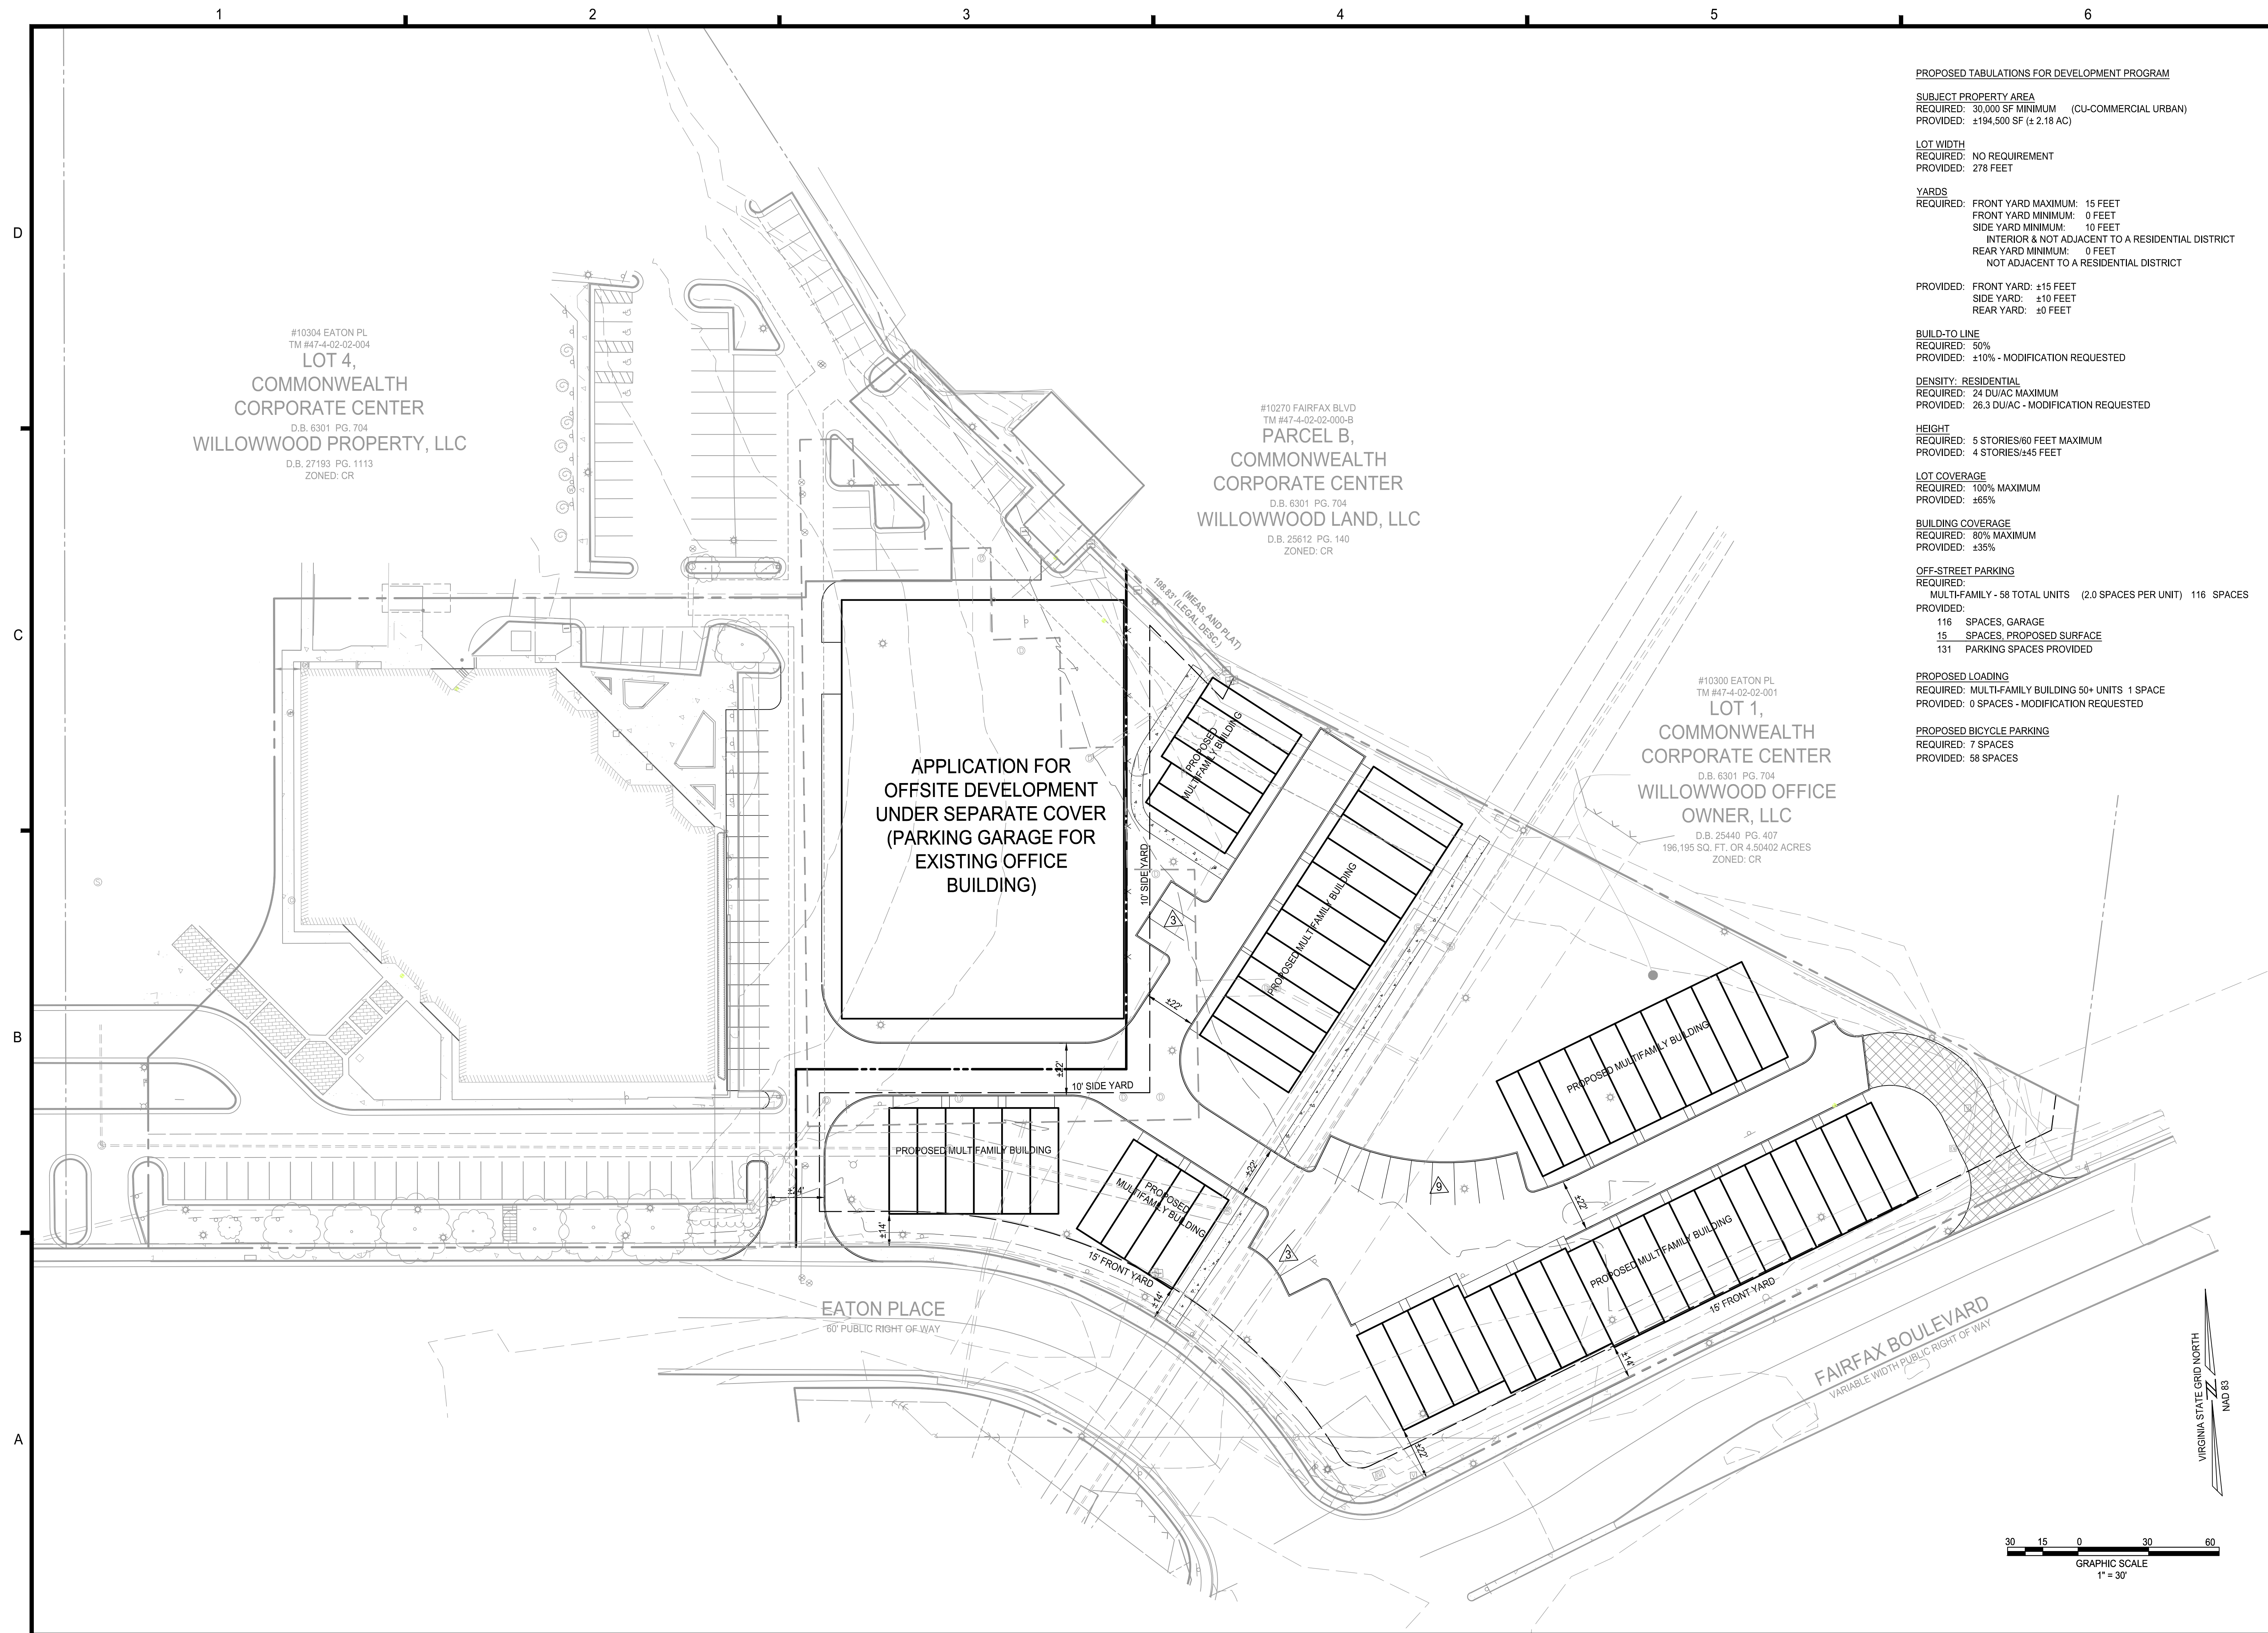 1 2 3 4 5 6
D
C
B
A
PROPOSED TABULATIONS FOR DEVELOPMENT PROGRAM
SUBJECT PROPERTY AREA
REQUIRED: 30,000 SF MINIMUM (CU-COMMERCIAL URBAN)
PROVIDED: ±194,500 SF (± 2.18 AC)
LOT WIDTH
REQUIRED: NO REQUIREMENT
PROVIDED: 278 FEET
YARDS
REQUIRED: FRONT YARD MAXIMUM: 15 FEET
FRONT YARD MINIMUM: 0 FEET
SIDE YARD MINIMUM: 10 FEET
INTERIOR & NOT ADJACENT TO A RESIDENTIAL DISTRICT
REAR YARD MINIMUM: 0 FEET
NOT ADJACENT TO A RESIDENTIAL DISTRICT
PROVIDED: FRONT YARD: ±15 FEET
SIDE YARD: ±10 FEET
REAR YARD: ±0 FEET
BUILD-TO LINE
REQUIRED: 50%
PROVIDED: ±10% - MODIFICATION REQUESTED
DENSITY: RESIDENTIAL
REQUIRED: 24 DU/AC MAXIMUM
PROVIDED: 26.3 DU/AC - MODIFICATION REQUESTED
HEIGHT
REQUIRED: 5 STORIES/60 FEET MAXIMUM
PROVIDED: 4 STORIES/±45 FEET
LOT COVERAGE
REQUIRED: 100% MAXIMUM
PROVIDED: ±65%
BUILDING COVERAGE
REQUIRED: 80% MAXIMUM
PROVIDED: ±35%
OFF-STREET PARKING
REQUIRED:
MULTI-FAMILY - 58 TOTAL UNITS (2.0 SPACES PER UNIT) 116 SPACES
PROVIDED:
116 SPACES, GARAGE
15 SPACES, PROPOSED SURFACE
131 PARKING SPACES PROVIDED
PROPOSED LOADING
REQUIRED: MULTI-FAMILY BUILDING 50+ UNITS 1 SPACE
PROVIDED: 0 SPACES - MODIFICATION REQUESTED
PROPOSED BICYCLE PARKING
REQUIRED: 7 SPACES
PROVIDED: 58 SPACES
#10304 EATON PL
TM #47-4-02-02-004
LOT 4,
COMMONWEALTH
CORPORATE CENTER
D.B. 6301 PG. 704
WILLOWWOOD PROPERTY, LLC
D.B. 27193 PG. 1113
ZONED: CR
#10270 FAIRFAX BLVD
TM #47-4-02-02-000-B
PARCEL B,
COMMONWEALTH
CORPORATE CENTER
D.B. 6301 PG. 704
WILLOWWOOD LAND, LLC
D.B. 25612 PG. 140
ZONED: CR
198.83' (LEGAL DESC.)
(MEAS. AND PLAT)
#10300 EATON PL
TM #47-4-02-02-001
LOT 1,
COMMONWEALTH
CORPORATE CENTER
D.B. 6301 PG. 704
WILLOWWOOD OFFICE
OWNER, LLC
D.B. 25440 PG. 407
196,195 SQ. FT. OR 4.50402 ACRES
ZONED: CR
APPLICATION FOR
OFFSITE DEVELOPMENT
UNDER SEPARATE COVER
(PARKING GARAGE FOR
EXISTING OFFICE
BUILDING)
PROPOSED
MULTIFAMILY BUILDING
PROPOSED MULTIFAMILY BUILDING
10' SIDE YARD
3
±22'
±22'
10' SIDE YARD
PROPOSED MULTIFAMILY BUILDING
PROPOSED MULTIFAMILY BUILDING
PROPOSED
MULTIFAMILY BUILDING
±24'
±14'
±22'
9
±22'
3
15' FRONT YARD
±14'
PROPOSED MULTIFAMILY BUILDING
15' FRONT YARD
±14'
±22'
EATON PLACE
60' PUBLIC RIGHT OF WAY
FAIRFAX BOULEVARD
VARIABLE WIDTH PUBLIC RIGHT OF WAY
VIRGINIA STATE GRID NORTH
N
NAD 83
30 15 0 30 60
GRAPHIC SCALE
1" = 30'